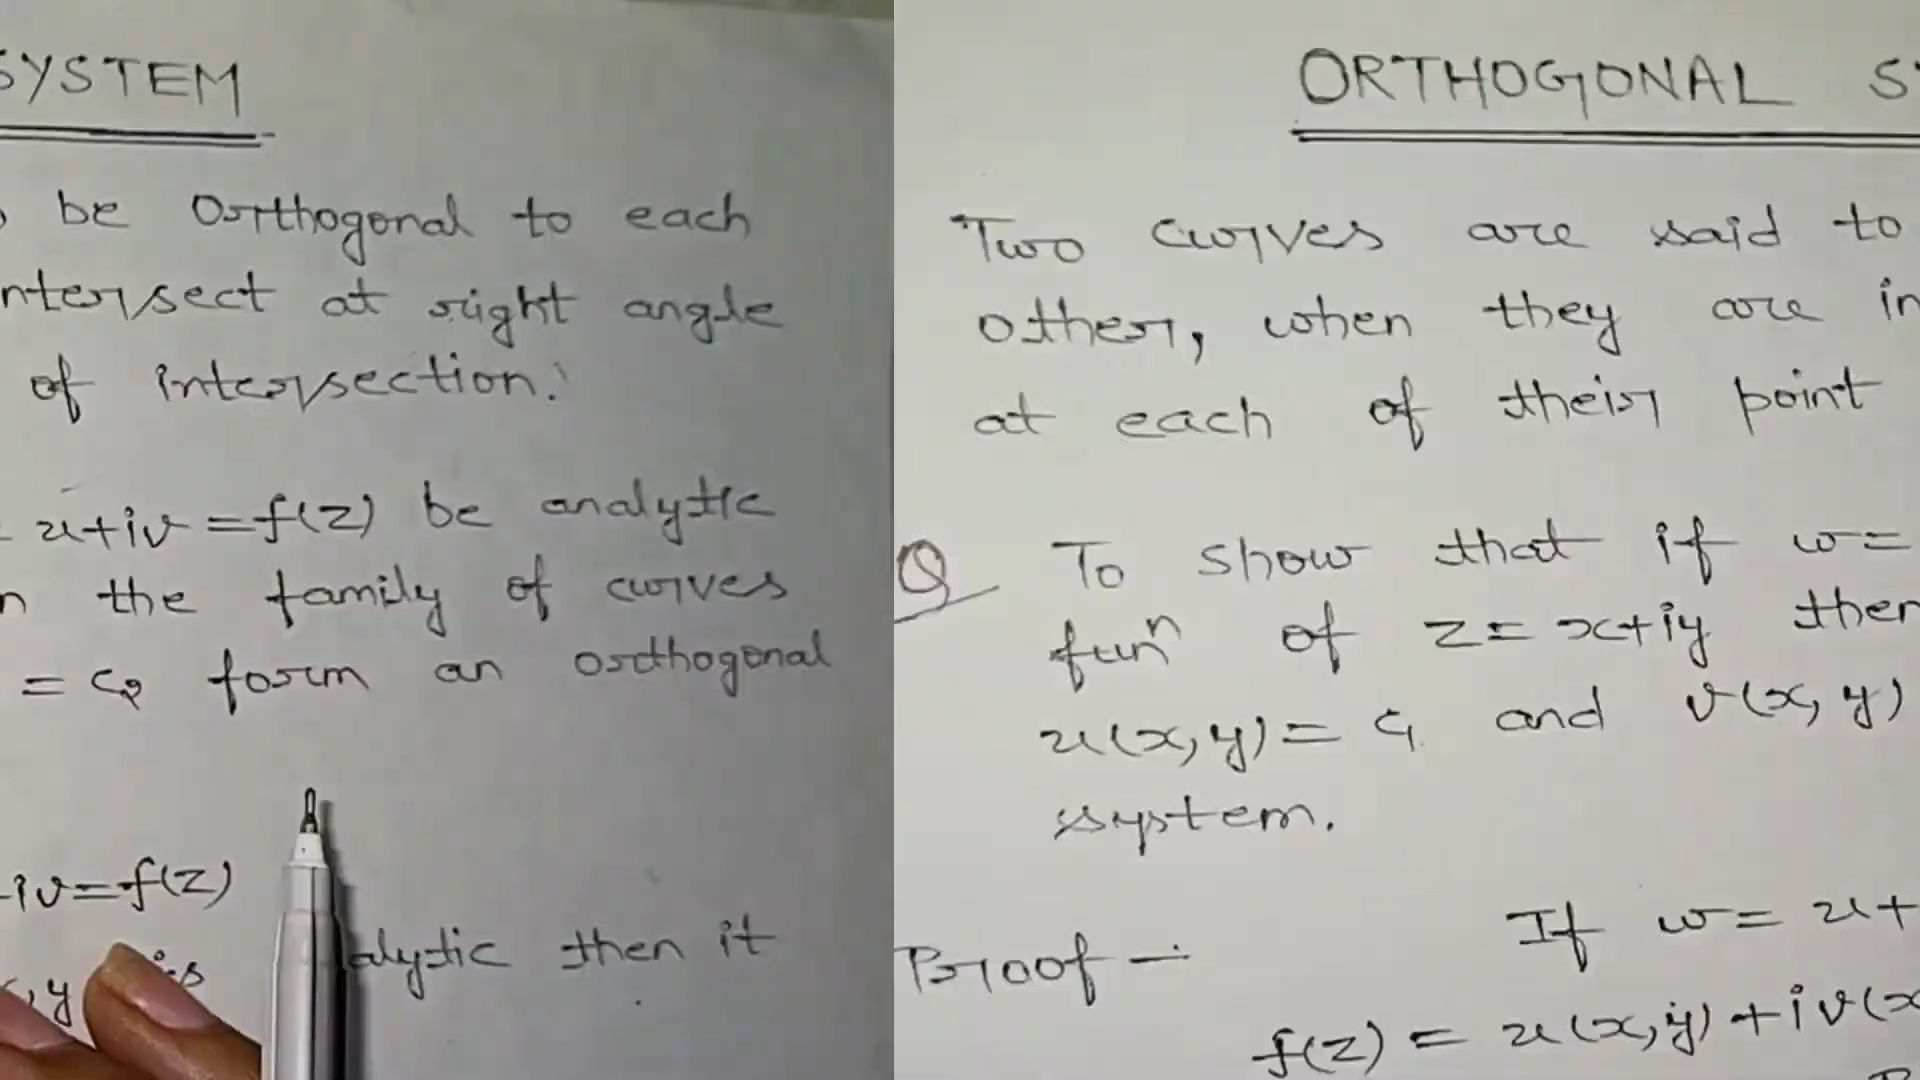 SYSTEM
be Orthogonal to each
ntersect at right angle
of intersection.
u+iv = f(z) be analytic
n the family of curves
= c₂ form an orthogonal
iv = f(z)
,y is alytic then it
ORTHOGONAL S
Two curves are said to
other, when they are in
at each of their point
Q To show that if w=
funⁿ of z = x+iy then
u(x,y) = c₁ and v(x,y)
system.
If w = u+
Proof –
f(z) = u(x,y) + i v(x